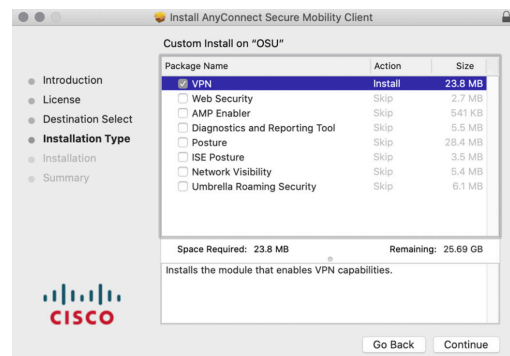 Install AnyConnect Secure Mobility Client
Custom Install on "OSU"
Introduction
License
Destination Select
Installation Type
Installation
Summary
Package Name Action Size
VPN Install 23.8 MB
Web Security Skip 2.7 MB
AMP Enabler Skip 541 KB
Diagnostics and Reporting Tool Skip 5.5 MB
Posture Skip 28.4 MB
ISE Posture Skip 3.5 MB
Network Visibility Skip 5.4 MB
Umbrella Roaming Security Skip 6.1 MB
Space Required: 23.8 MB Remaining: 25.69 GB
Installs the module that enables VPN capabilities.
CISCO
Go Back Continue